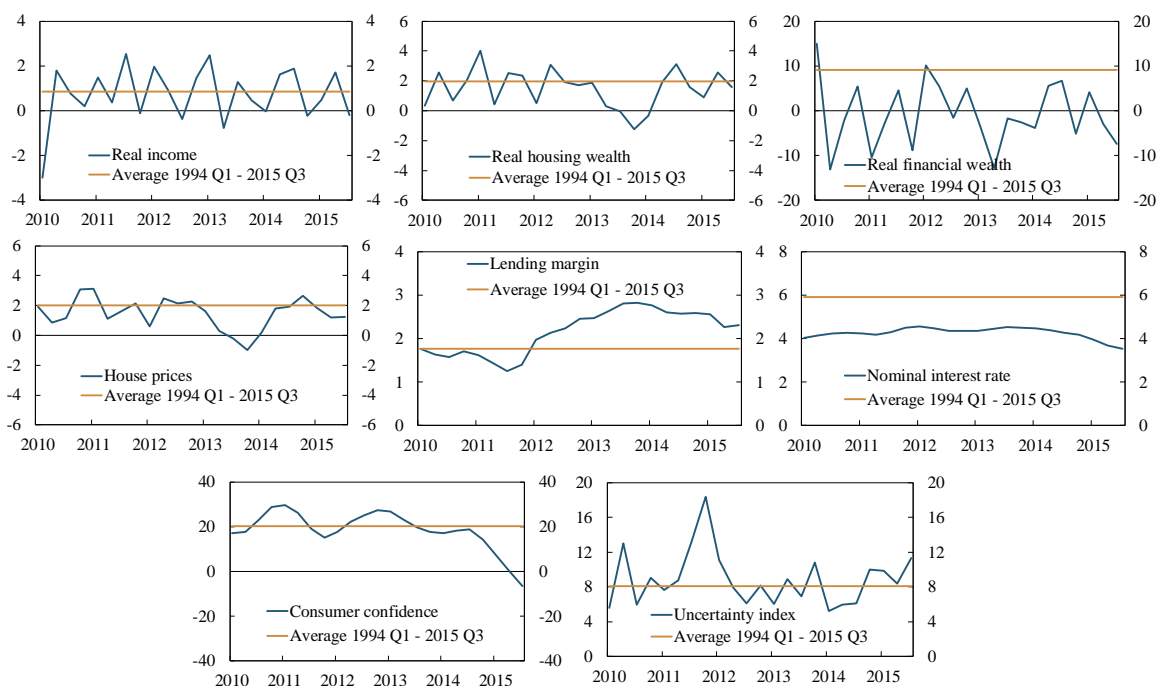 4 4
2 2
0 0
-2 -2
-4 -4
Real income
Average 1994 Q1 - 2015 Q3
2010 2011 2012 2013 2014 2015
6 6
4 4
2 2
0 0
-2 -2
-4 -4
-6 -6
Real housing wealth
Average 1994 Q1 - 2015 Q3
2010 2011 2012 2013 2014 2015
20 20
10 10
0 0
-10 -10
-20 -20
Real financial wealth
Average 1994 Q1 - 2015 Q3
2010 2011 2012 2013 2014 2015
6 6
4 4
2 2
0 0
-2 -2
-4 -4
-6 -6
House prices
Average 1994 Q1 - 2015 Q3
2010 2011 2012 2013 2014 2015
4 4
3 3
2 2
1 1
0 0
Lending margin
Average 1994 Q1 - 2015 Q3
2010 2011 2012 2013 2014 2015
8 8
6 6
4 4
2 2
0 0
Nominal interest rate
Average 1994 Q1 - 2015 Q3
2010 2011 2012 2013 2014 2015
40 40
20 20
0 0
-20 -20
-40 -40
Consumer confidence
Average 1994 Q1 - 2015 Q3
2010 2011 2012 2013 2014 2015
20 20
16 16
12 12
8 8
4 4
0 0
Uncertainty index
Average 1994 Q1 - 2015 Q3
2010 2011 2012 2013 2014 2015